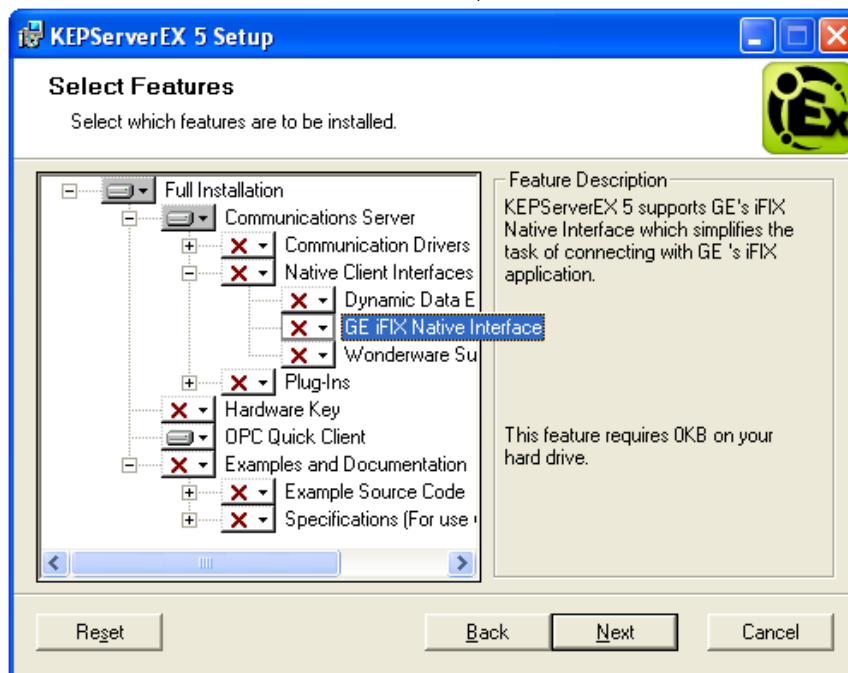 KEPServerEX 5 Setup
Select Features
Select which features are to be installed.
Full Installation
Communications Server
Communication Drivers
Native Client Interfaces
Dynamic Data E
GE iFIX Native Interface
Wonderware Su
Plug-Ins
Hardware Key
OPC Quick Client
Examples and Documentation
Example Source Code
Specifications (For use
Feature Description
KEPServerEX 5 supports GE's iFIX
Native Interface which simplifies the
task of connecting with GE 's iFIX
application.
This feature requires 0KB on your
hard drive.
Reset
Back
Next
Cancel